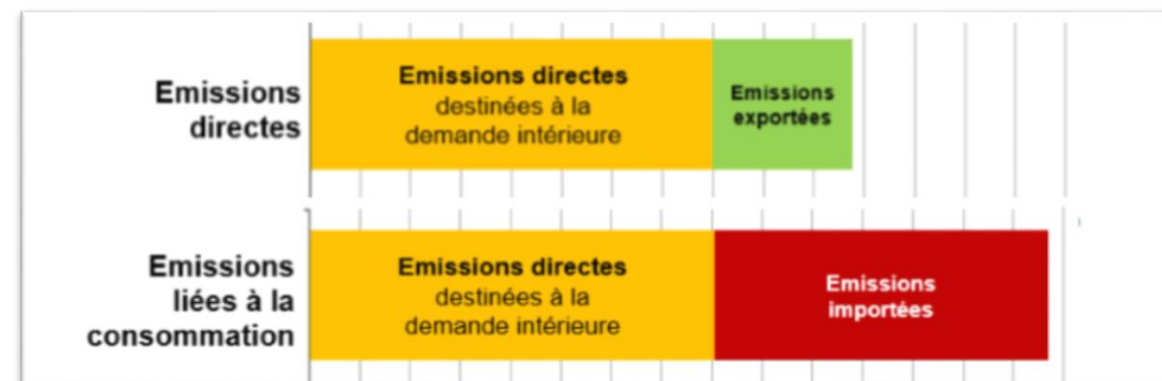 Emissions
directes
Emissions directes
destinées à la
demande intérieure
Emissions
exportées
Emissions
liées à la
consommation
Emissions directes
destinées à la
demande intérieure
Emissions
importées